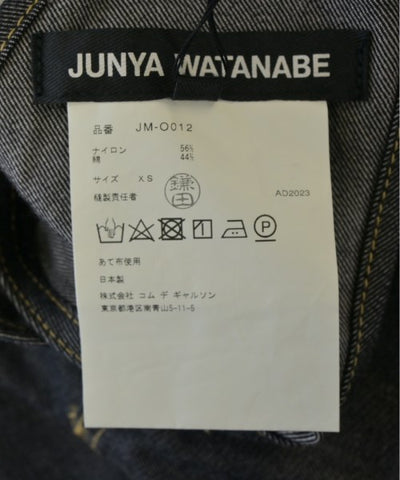 JUNYA WATANABE
品番 JM-O012
ナイロン 56%
綿 44%
サイズ XS
縫製責任者 鎌田 AD2023
あて布使用
日本製
株式会社 コム デ ギャルソン
東京都港区南青山5-11-5